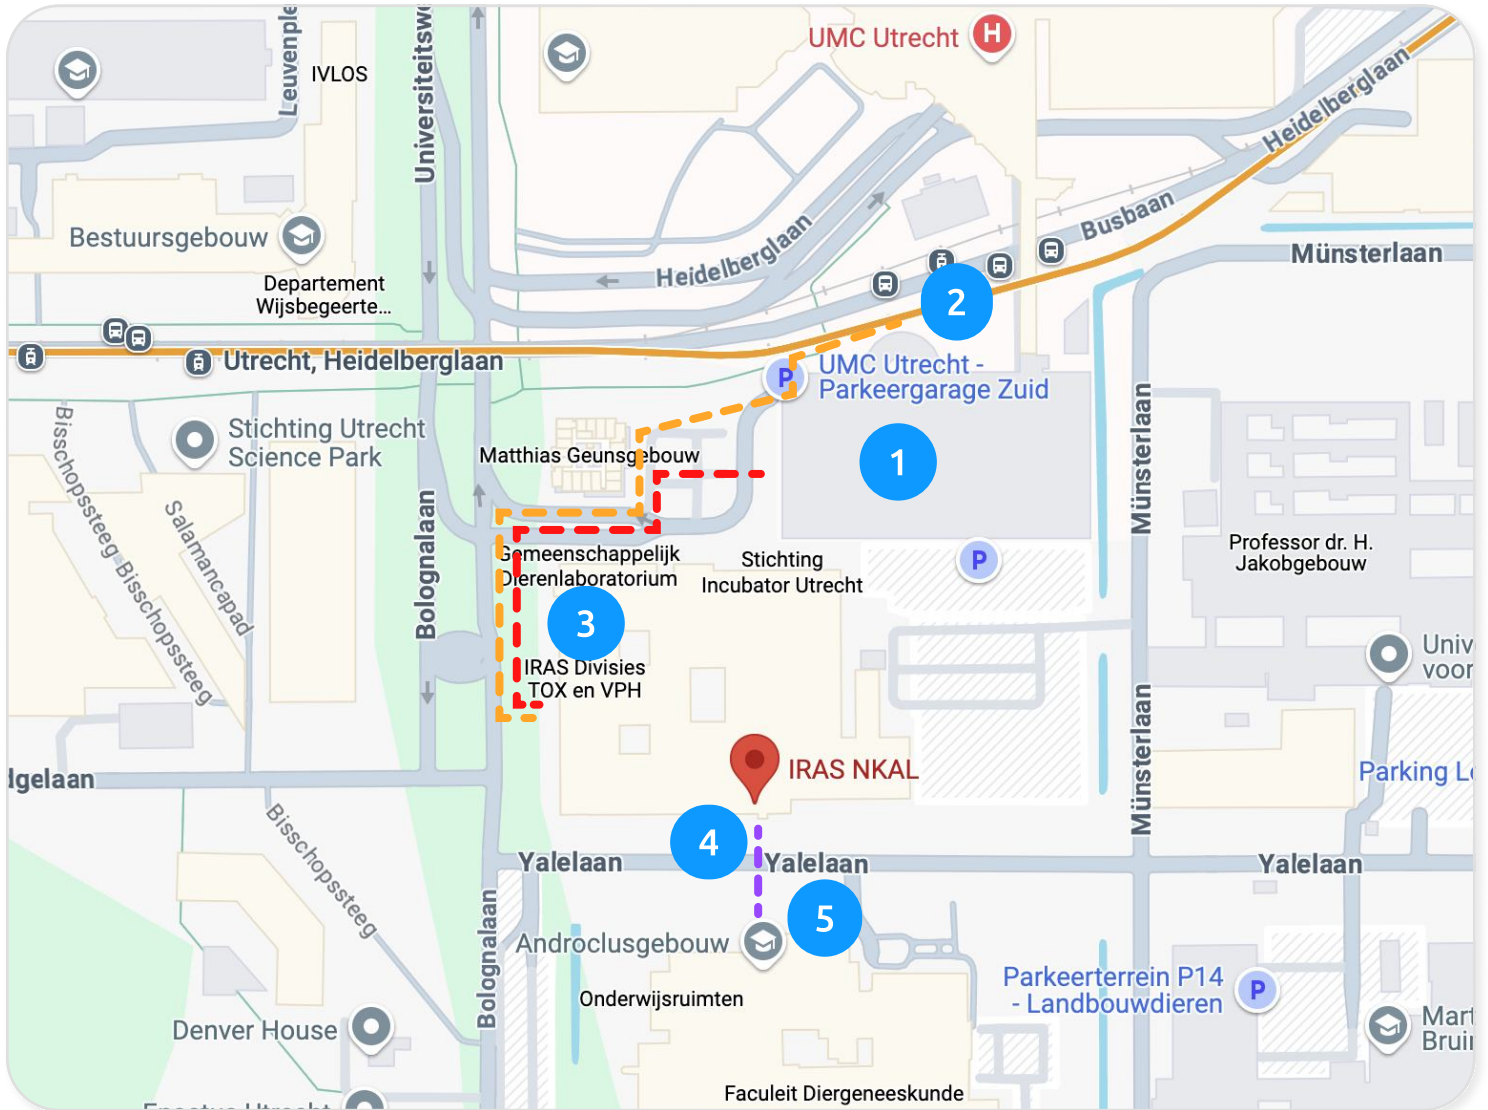 UMC Utrecht
H
Leuvenple
IVLOS
Universiteitswe
Heidelberglaan
Bestuursgebouw
Departement
Wijsbegeerte...
Heidelberglaan
Busbaan
Münsterlaan
2
Utrecht, Heidelberglaan
P
UMC Utrecht -
Parkeergarage Zuid
Stichting Utrecht
Science Park
Matthias Geunsgebouw
1
Münsterlaan
Bisschopssteeg
Bisschopssteeg
Salamancapad
Bolognalaan
Gemeenschappelijk
Dierenlaboratorium
Stichting
Incubator Utrecht
P
Professor dr. H.
Jakobgebouw
3
IRAS Divisies
TOX en VPH
Univ
voor
Münsterlaan
dgelaan
IRAS NKAL
Parking Le
Bisschopssteeg
4
Yalelaan
Yalelaan
Yalelaan
5
Bolognalaan
Androclusgebouw
Onderwijsruimten
Parkeerterrein P14
- Landbouwdieren
P
Denver House
Mart
Bruin
Faculeit Diergeneeskunde